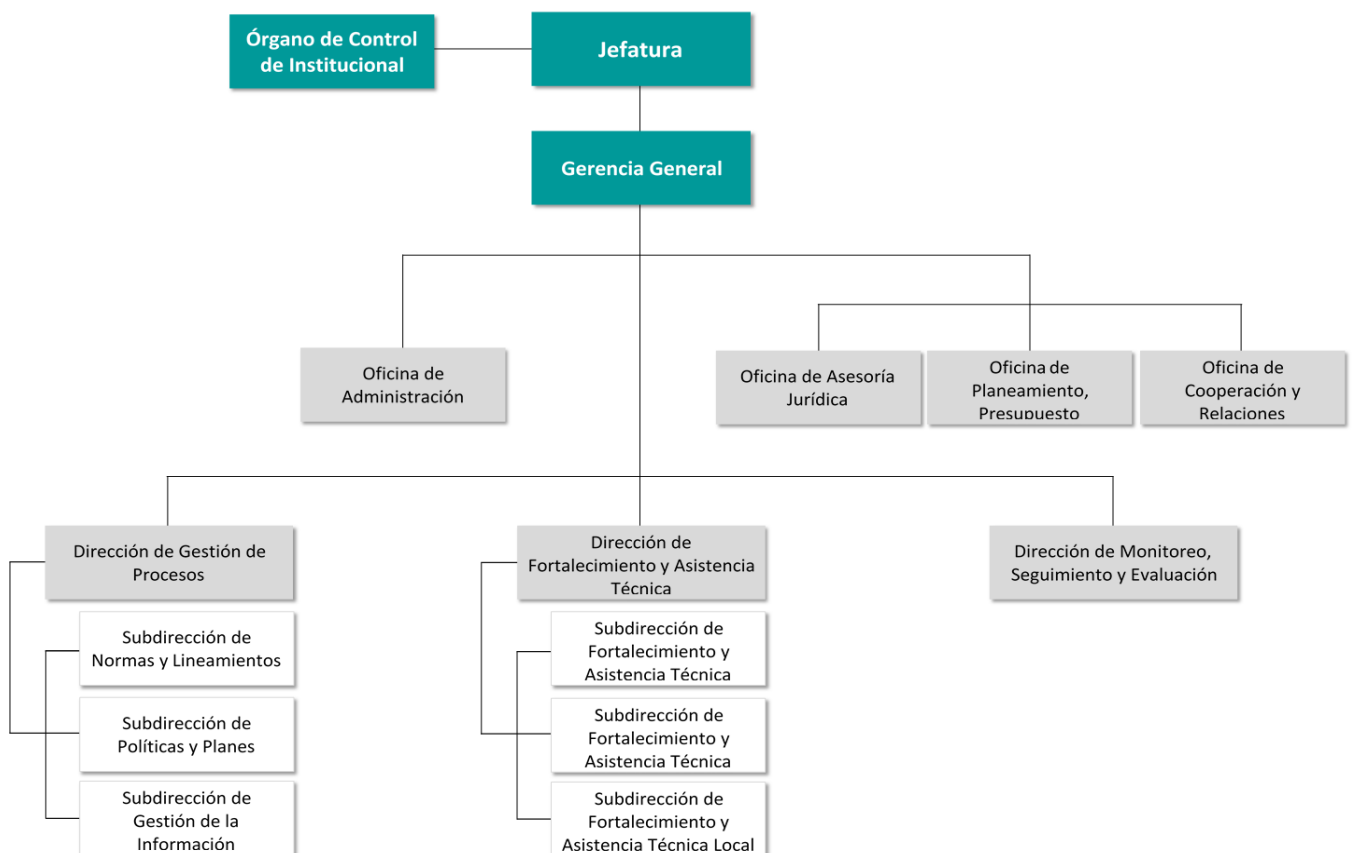 Órgano de Control
de Institucional
Jefatura
Gerencia General
Oficina de
Administración
Oficina de Asesoría
Jurídica
Oficina de
Planeamiento,
Presupuesto
Oficina de
Cooperación y
Relaciones
Dirección de Gestión de
Procesos
Dirección de
Fortalecimiento y Asistencia
Técnica
Dirección de Monitoreo,
Seguimiento y Evaluación
Subdirección de
Normas y Lineamientos
Subdirección de
Políticas y Planes
Subdirección de
Gestión de la
Información
Subdirección de
Fortalecimiento y
Asistencia Técnica
Subdirección de
Fortalecimiento y
Asistencia Técnica
Subdirección de
Fortalecimiento y
Asistencia Técnica Local